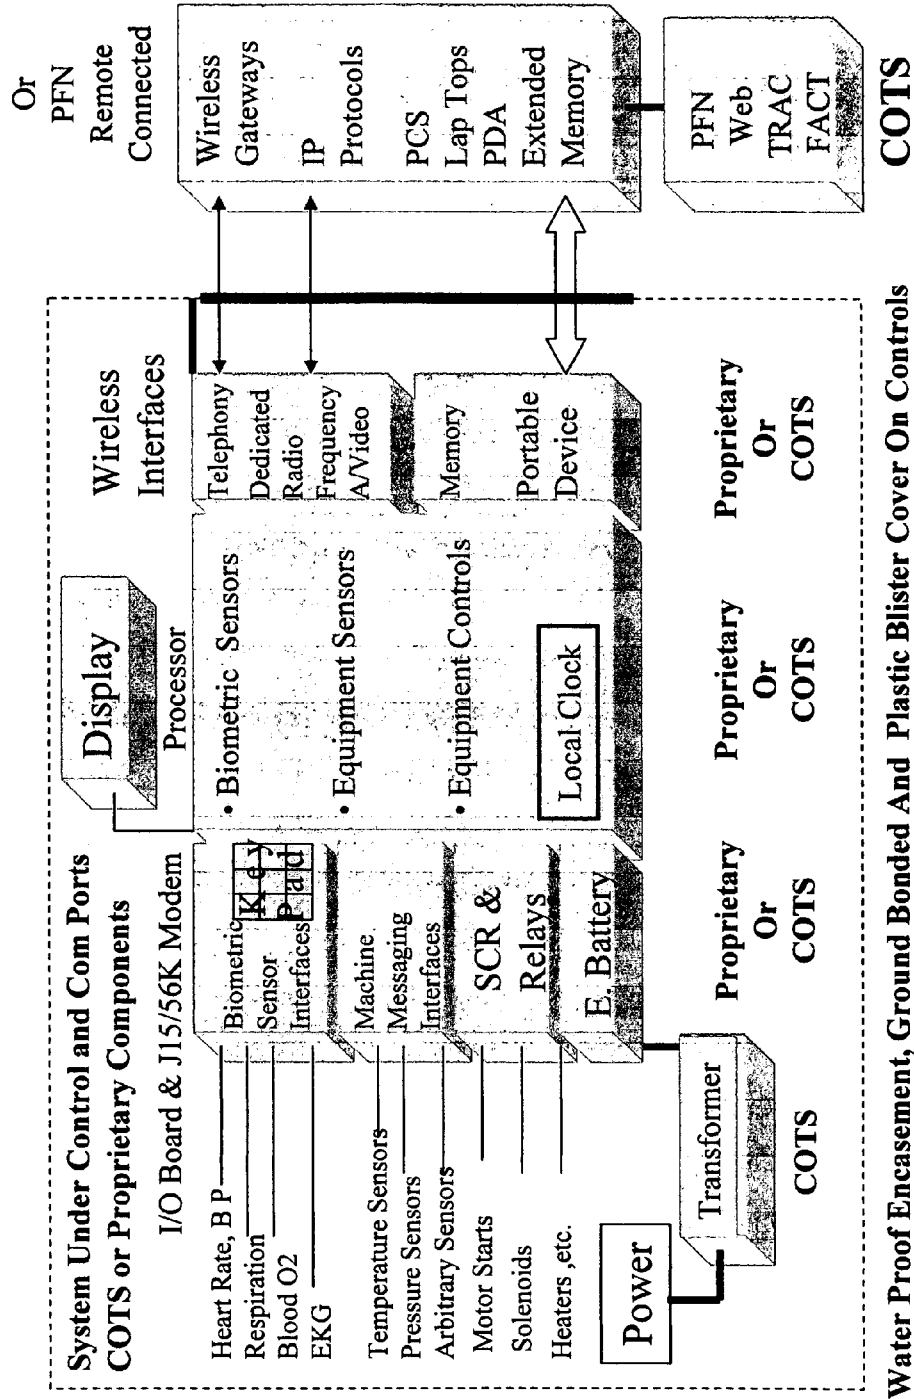 System Under Control and Com Ports
COTS or Proprietary Components
I/O Board & J15/56K Modem
Display
Processor
Wireless
Interfaces
Or
PFN
Remote
Connected
Heart Rate, B P
Respiration
Blood O2
EKG
Temperature Sensors
Pressure Sensors
Arbitrary Sensors
Motor Starts
Solenoids
Heaters ,etc.
Biometric
Sensor
Interfaces
Key
Pad
Machine
Messaging
Interfaces
SCR &
Relays
E. Battery
• Biometric Sensors
• Equipment Sensors
• Equipment Controls
Local Clock
Telephony
Dedicated
Radio
Frequency
A/Video
Memory
Portable
Device
Wireless
Gateways
IP
Protocols
PCS
Lap Tops
PDA
Extended
Memory
PFN
Web
TRAC
FACT
COTS
Power
Transformer
COTS
Proprietary
Or
COTS
Proprietary
Or
COTS
Proprietary
Or
COTS
Water Proof Encasement, Ground Bonded And Plastic Blister Cover On Controls